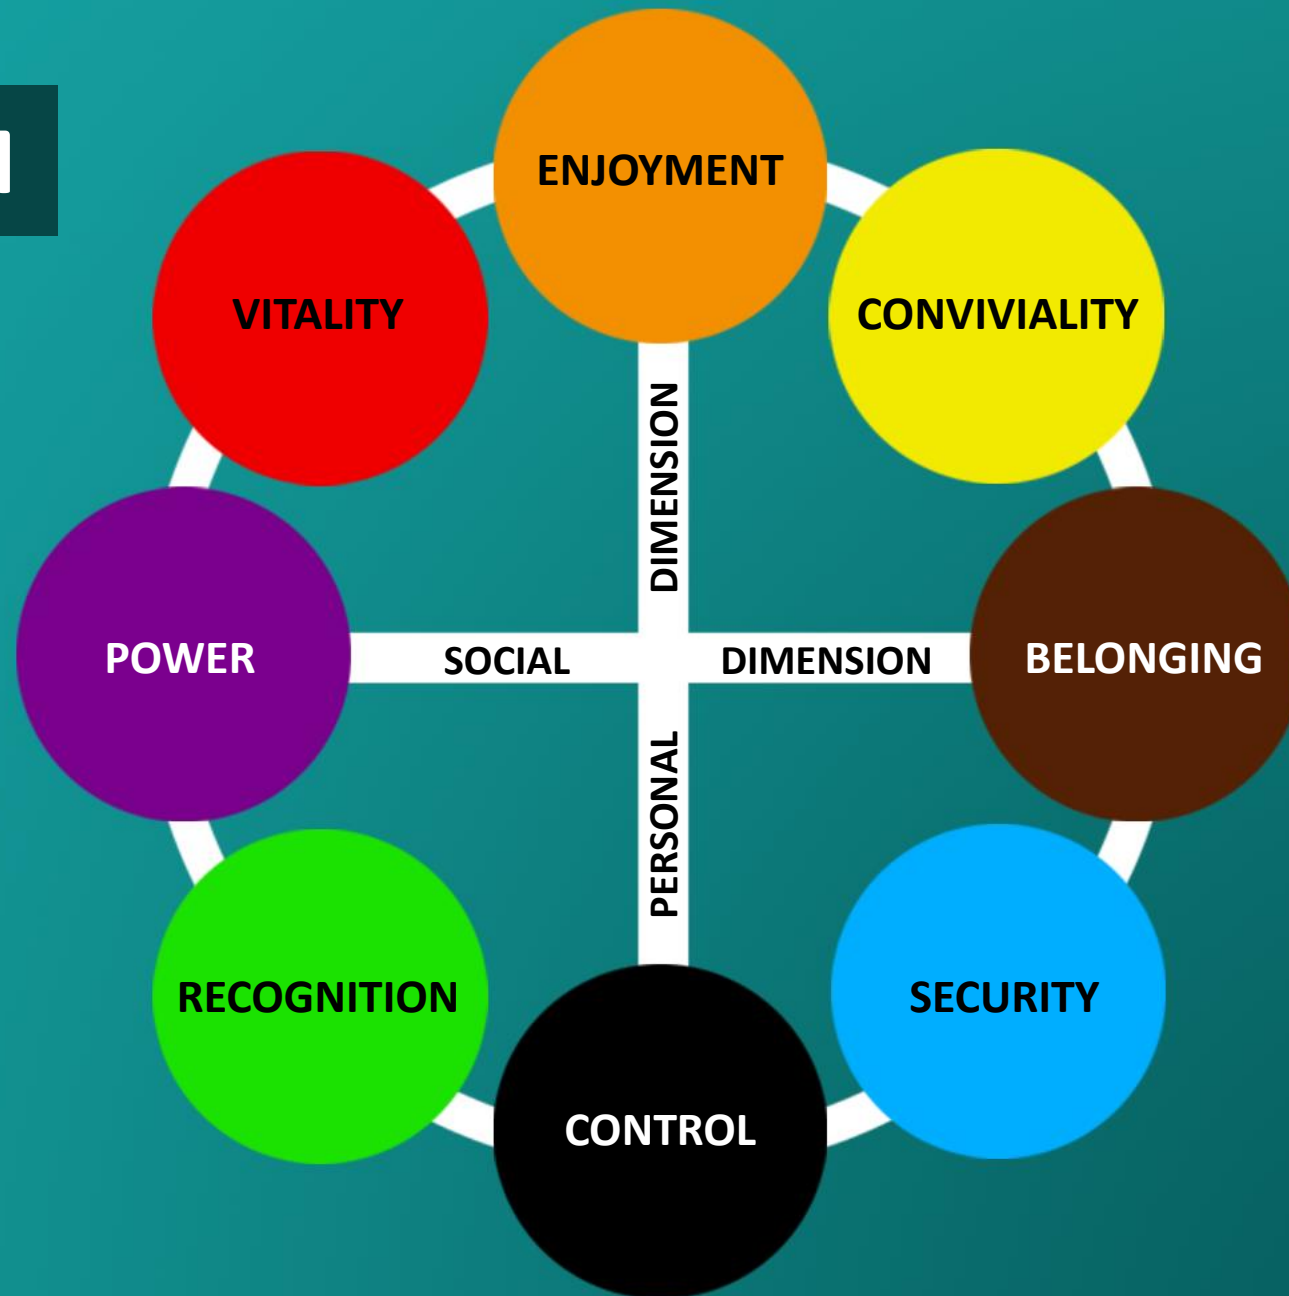 ENJOYMENT
VITALITY
CONVIVIALITY
DIMENSION
POWER
SOCIAL DIMENSION
BELONGING
PERSONAL
RECOGNITION
SECURITY
CONTROL